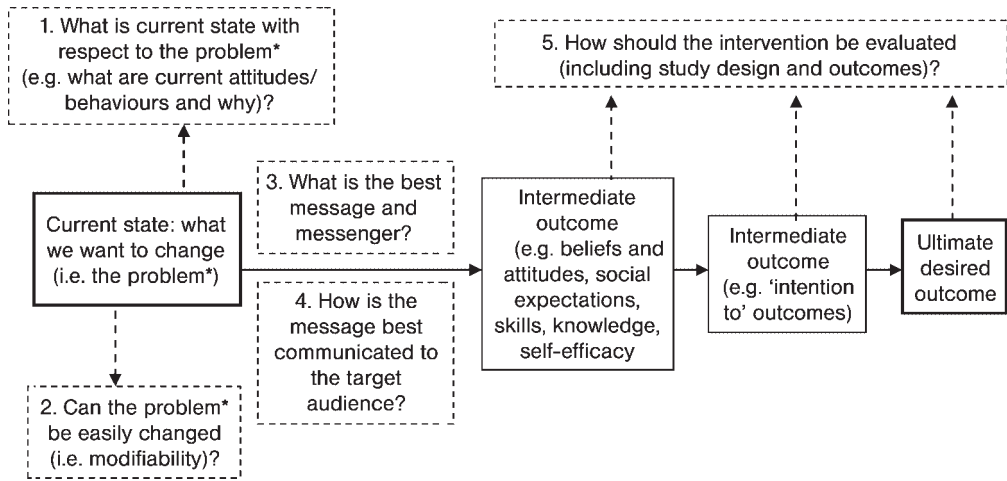 1. What is current state with
respect to the problem*
(e.g. what are current attitudes/
behaviours and why)?
5. How should the intervention be evaluated
(including study design and outcomes)?
Current state: what
we want to change
(i.e. the problem*)
3. What is the best
message and
messenger?
4. How is the
message best
communicated to
the target
audience?
Intermediate
outcome
(e.g. beliefs and
attitudes, social
expectations,
skills, knowledge,
self-efficacy
Intermediate
outcome
(e.g. ‘intention
to’ outcomes)
Ultimate
desired
outcome
2. Can the problem*
be easily changed
(i.e. modifiability)?